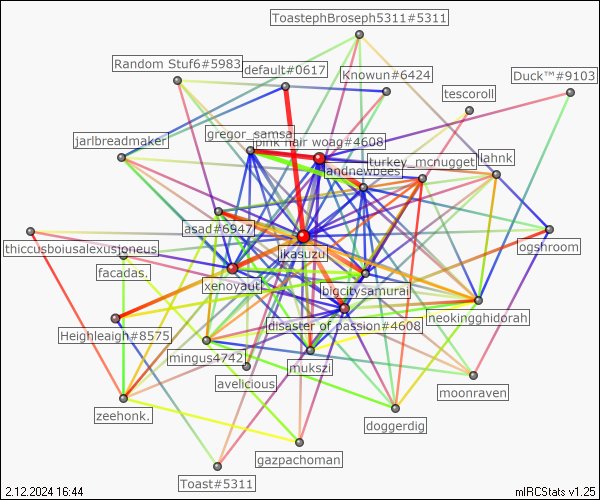 ToastephBroseph5311#5311
Random Stuf6#5983
default#0617
Knowun#6424
Duck™#9103
tescoroll
gregor_samsa
pink hair woag#4608
jarlbreadmaker
turkey_mcnugget
lahnk
andnewbees
asad#6947
thiccusboiusalexusjoneus
ikasuzu
ogshroom
facadas.
xenoyaut
bigcitysamurai
neokingghidorah
disaster of passion#4608
Heighleigh#8575
mingus4742
mukszi
avelicious
moonraven
zeehonk.
doggerdig
gazpachoman
Toast#5311
2.12.2024 16:44
mIRCStats v1.25